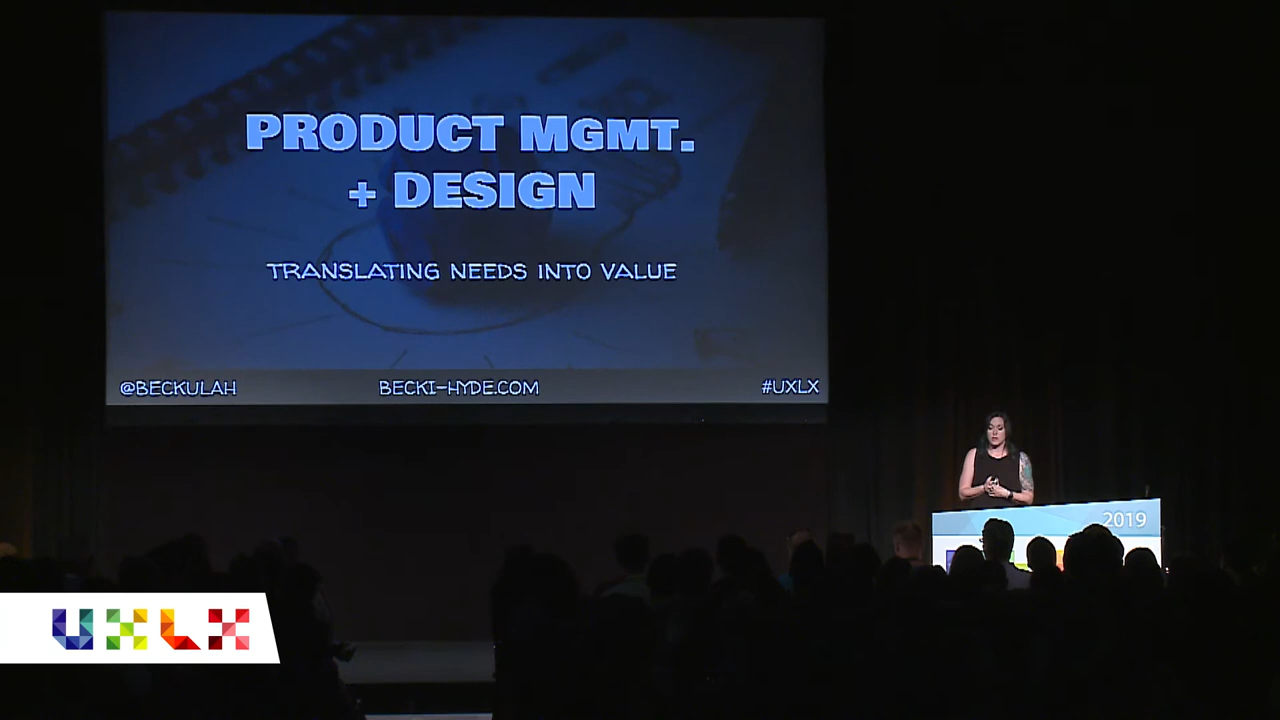 PRODUCT MGMT.
+ DESIGN
TRANSLATING NEEDS INTO VALUE
@BECKULAH
BECKI-HYDE.COM
#UXLX
2019
UXLX